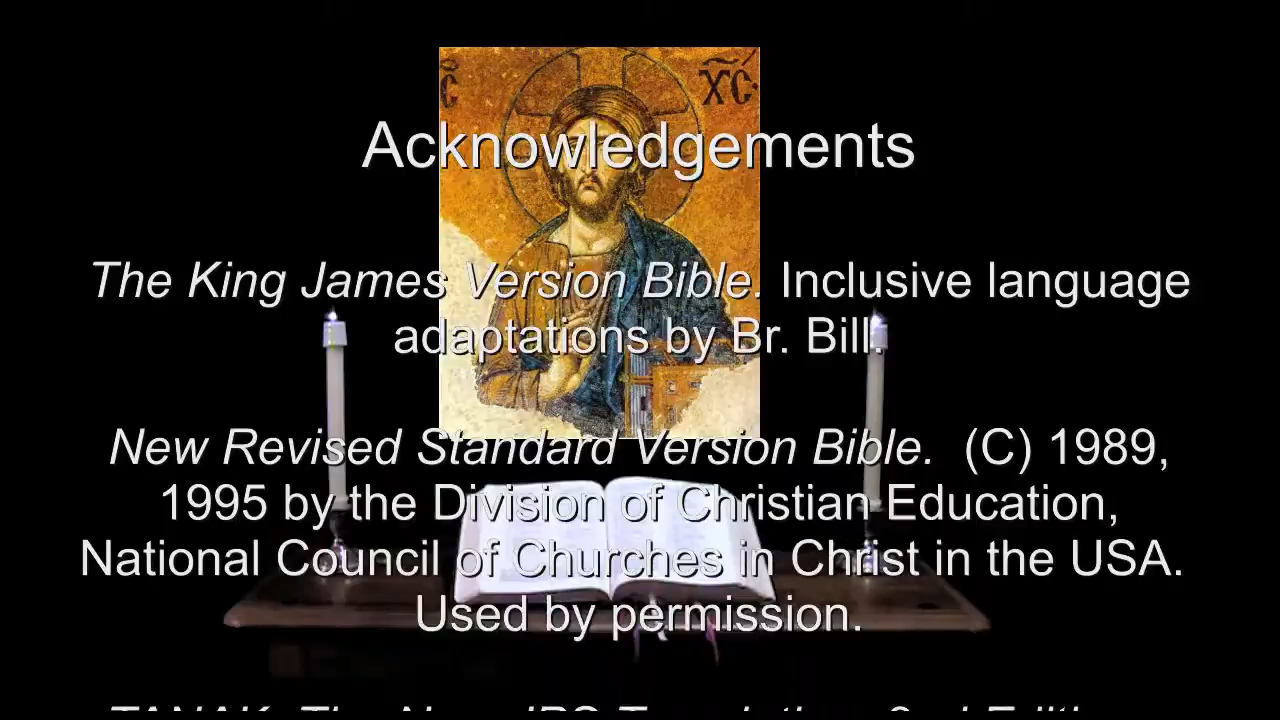 C̃
X̃C
Acknowledgements
The King James Version Bible. Inclusive language
adaptations by Br. Bill.
New Revised Standard Version Bible.  (C) 1989,
1995 by the Division of Christian Education,
National Council of Churches in Christ in the USA.
Used by permission.